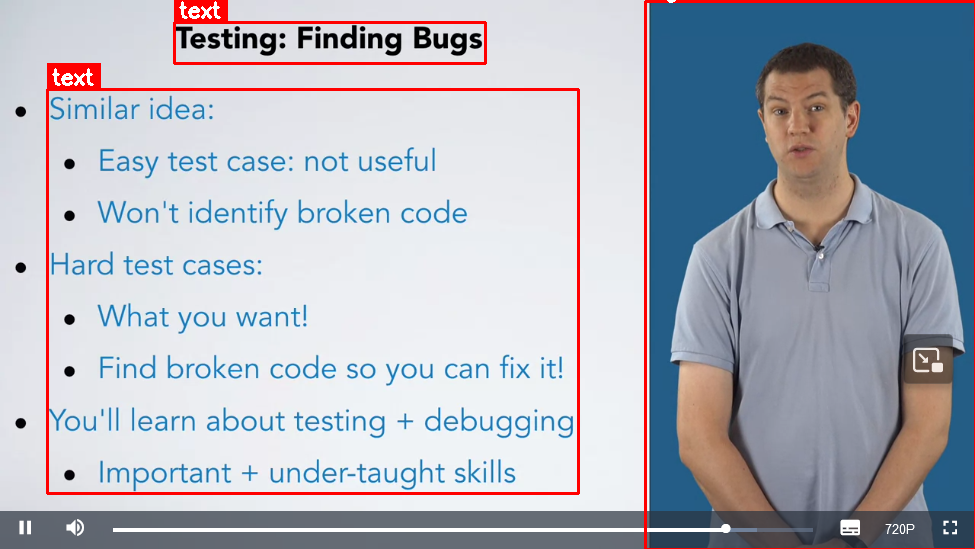 text
Testing: Finding Bugs
text
Similar idea:
Easy test case: not useful
Won't identify broken code
Hard test cases:
What you want!
Find broken code so you can fix it!
You'll learn about testing + debugging
Important + under-taught skills
720P